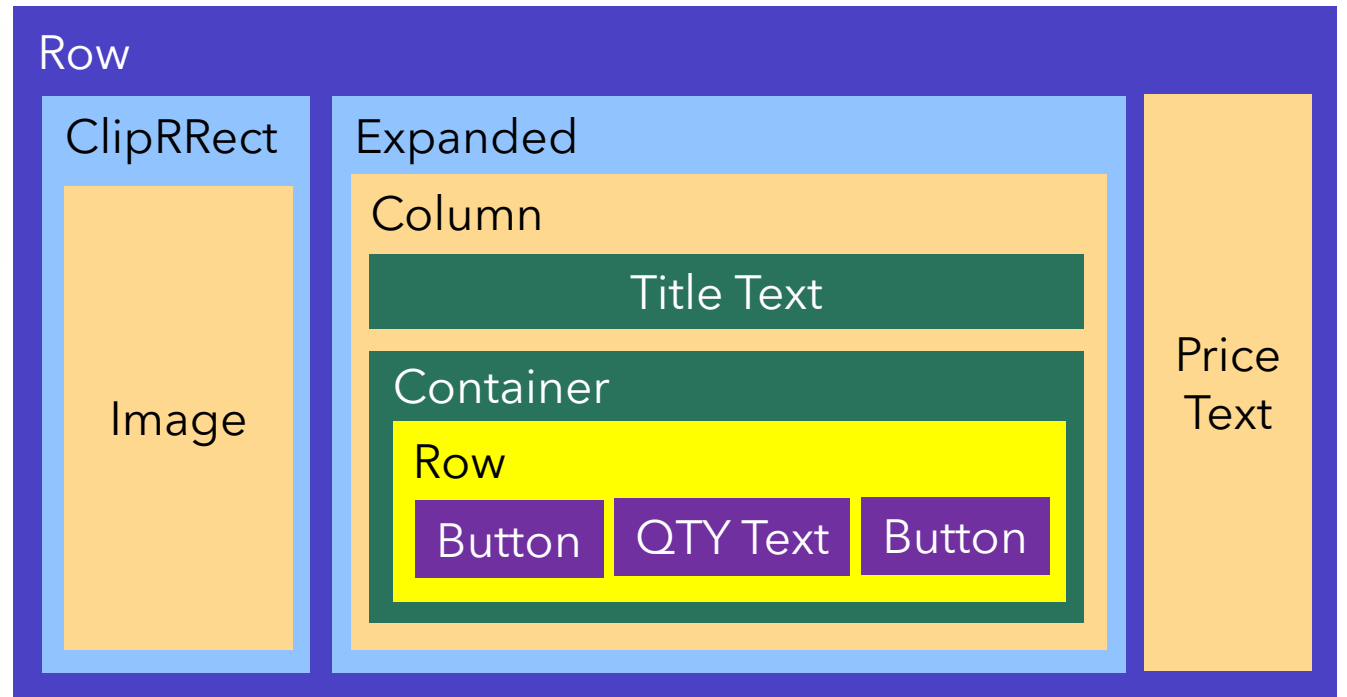 Row
ClipRRect
Image
Expanded
Column
Title Text
Container
Row
Button
QTY Text
Button
Price
Text